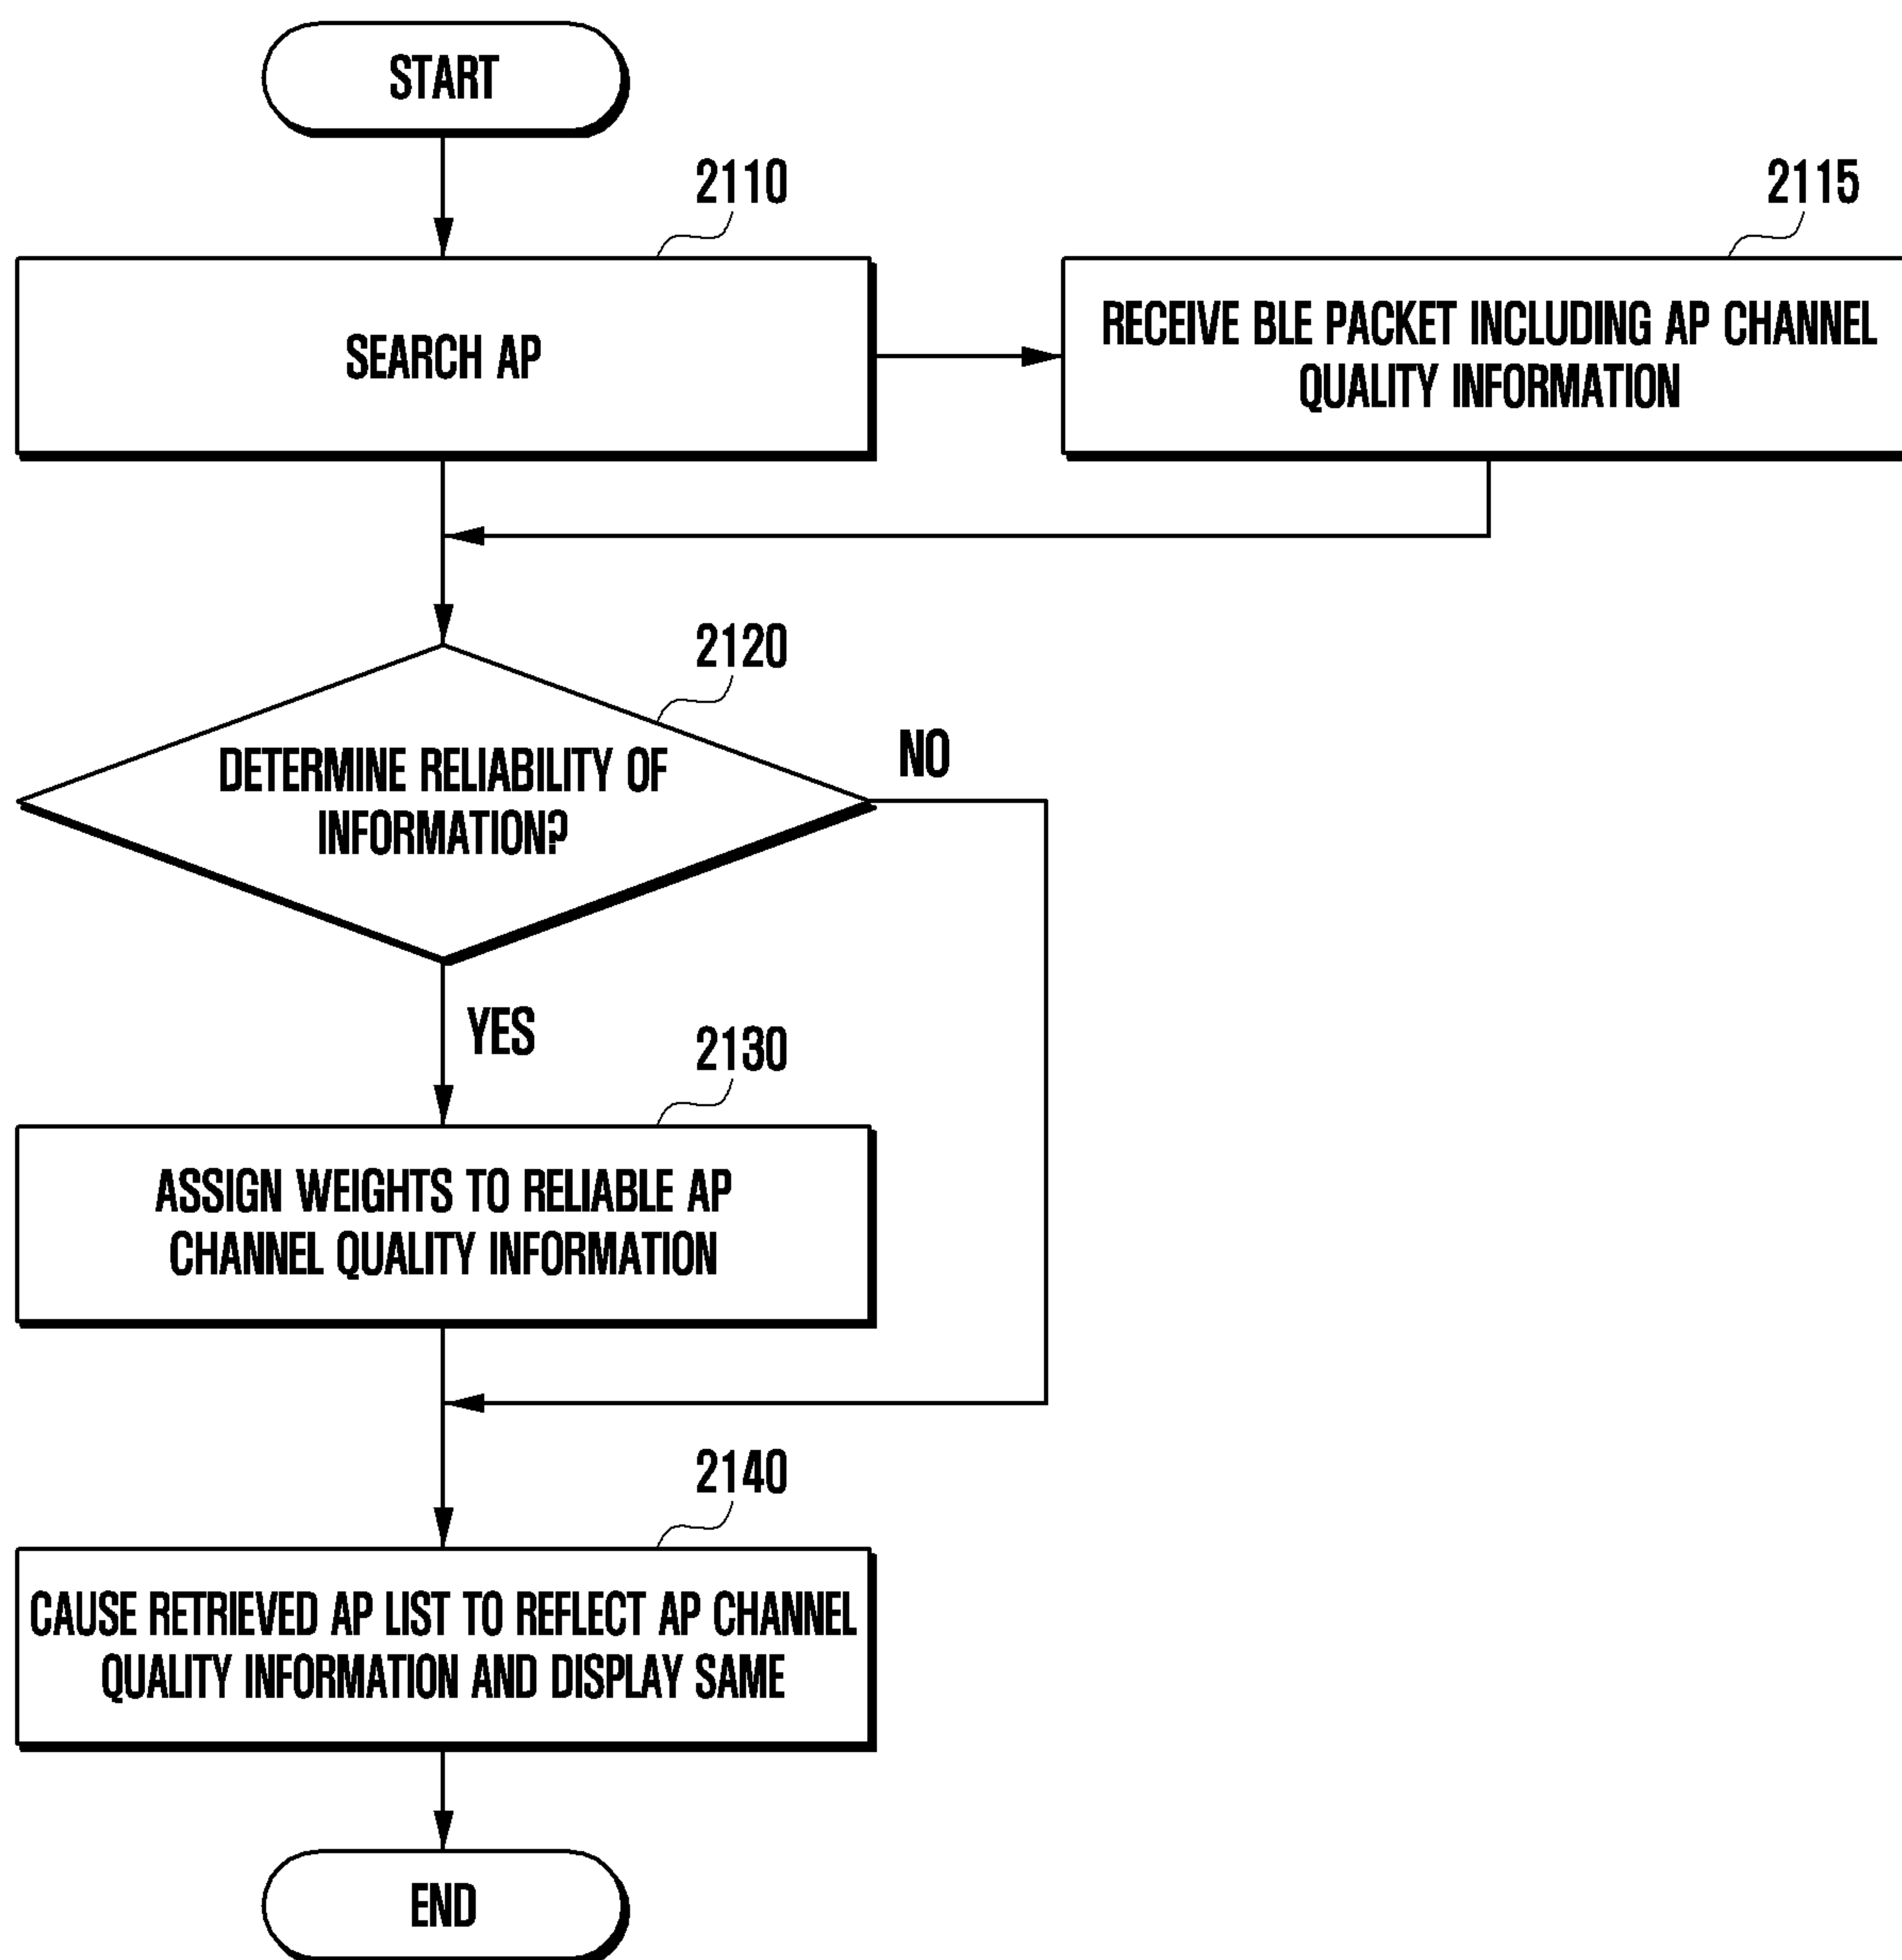 START
2110
2115
SEARCH AP
RECEIVE BLE PACKET INCLUDING AP CHANNEL
QUALITY INFORMATION
2120
DETERMINE RELIABILITY OF
INFORMATION?
NO
YES
2130
ASSIGN WEIGHTS TO RELIABLE AP
CHANNEL QUALITY INFORMATION
2140
CAUSE RETRIEVED AP LIST TO REFLECT AP CHANNEL
QUALITY INFORMATION AND DISPLAY SAME
END